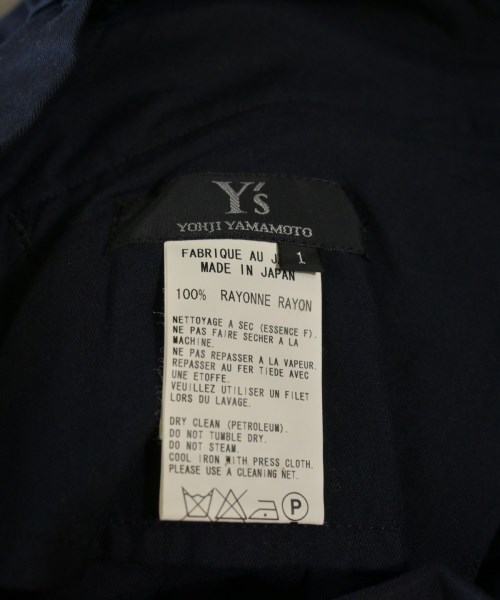 Y's
YOHJI YAMAMOTO
1
FABRIQUE AU
MADE IN JAPAN
100% RAYONNE RAYON
NETTOYAGE A SEC (ESSENCE F).
NE PAS FAIRE SECHER A LA
MACHINE.
NE PAS REPASSER A LA VAPEUR.
REPASSER AU FER TIEDE AVEC
UNE ETOFFE.
VEUILLEZ UTILISER UN FILET
LORS DU LAVAGE.
DRY CLEAN (PETROLEUM).
DO NOT TUMBLE DRY.
DO NOT STEAM.
COOL IRON WITH PRESS CLOTH.
PLEASE USE A CLEANING NET.
P